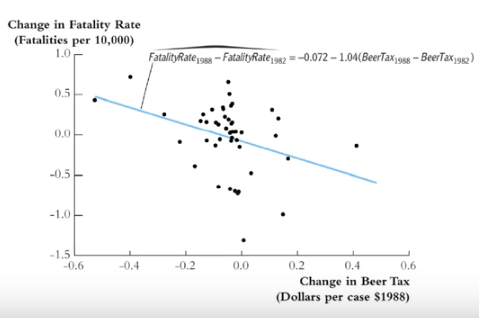 Change in Fatality Rate
(Fatalities per 10,000)
1.0
FatalityRate1988 – FatalityRate1982 = –0.072 – 1.04(BeerTax1988 – BeerTax1982)
0.5
0.0
-0.5
-1.0
-1.5
-0.6 -0.4 -0.2 0.0 0.2 0.4 0.6
Change in Beer Tax
(Dollars per case $1988)